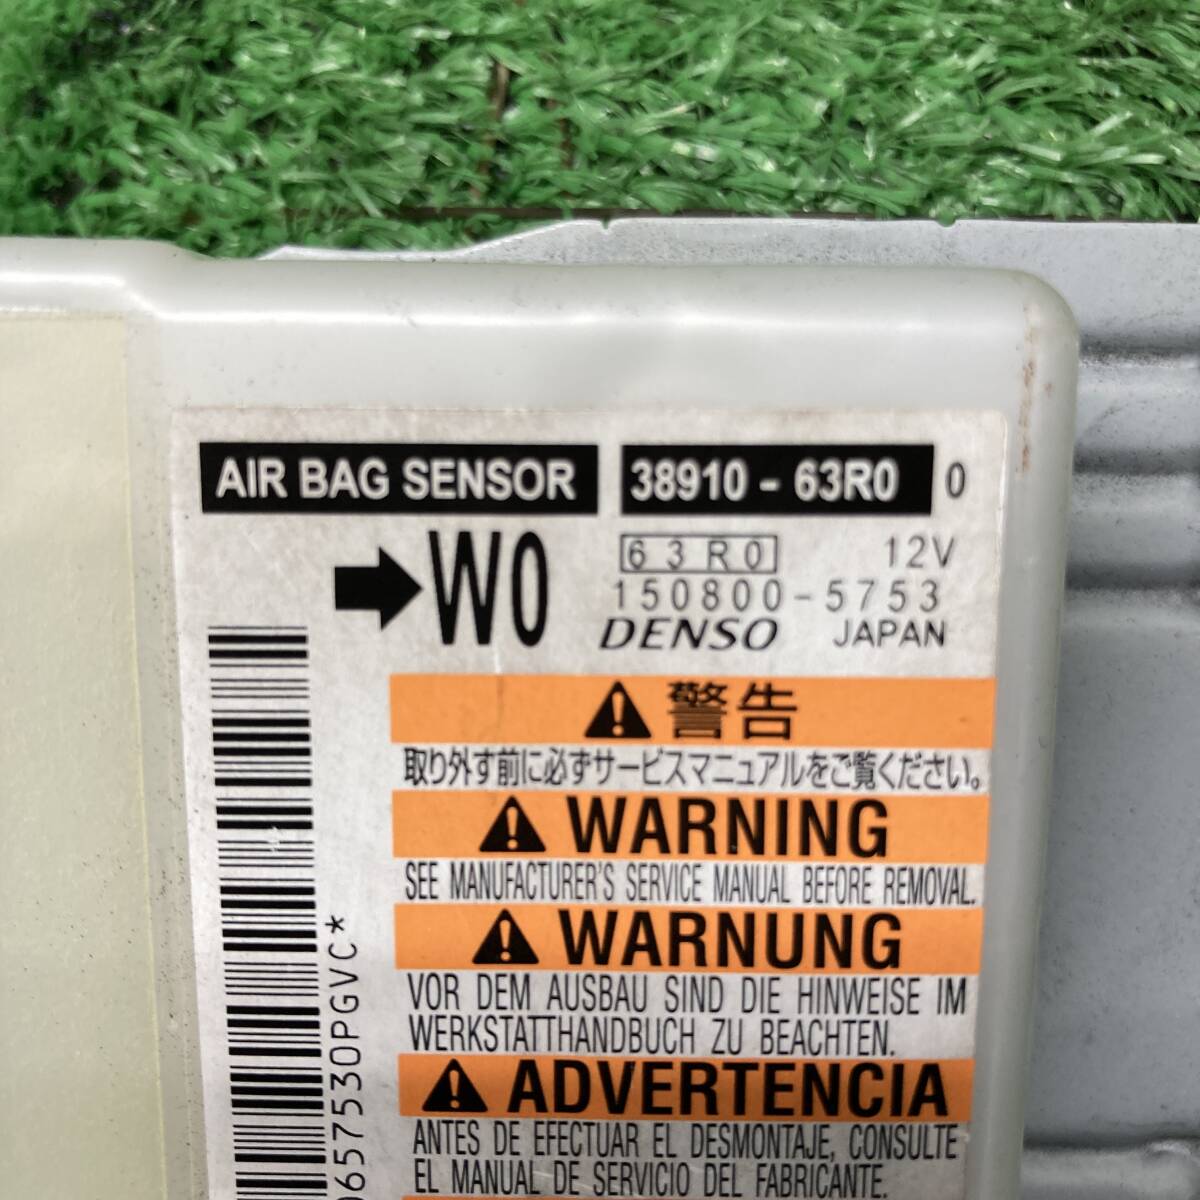 AIR BAG SENSOR 38910-63R0 0
W0 63R0 12V
150800-5753
DENSO JAPAN
警告
取り外す前に必ずサービスマニュアルをご覧ください。
WARNING
SEE MANUFACTURER'S SERVICE MANUAL BEFORE REMOVAL.
WARNUNG
VOR DEM AUSBAU SIND DIE HINWEISE IM
WERKSTATTHANDBUCH ZU BEACHTEN.
ADVERTENCIA
ANTES DE EFECTUAR EL DESMONTAJE, CONSULTE
EL MANUAL DE SERVICIO DEL FABRICANTE.